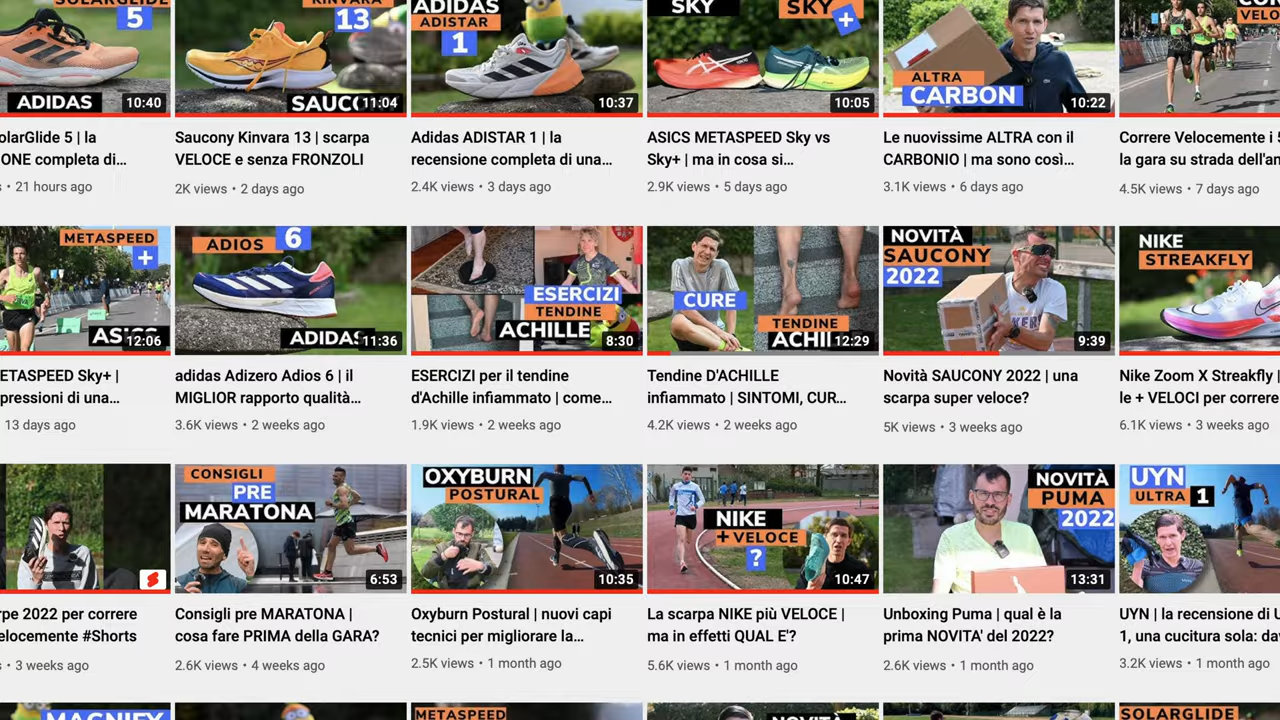 SOLARGLIDE
5
ADIDAS
10:40
KINVARA
13
11:04
ADIDAS
ADISTAR
1
10:37
SKY
SKY
+
10:05
ALTRA
CARBON
10:22
olarGlide 5 | la
IONE completa di…
• 21 hours ago
Saucony Kinvara 13 | scarpa
VELOCE e senza FRONZOLI
2K views • 2 days ago
Adidas ADISTAR 1 | la
recensione completa di una…
2.4K views • 3 days ago
ASICS METASPEED Sky vs
Sky+ | ma in cosa si…
2.9K views • 5 days ago
Le nuovissime ALTRA con il
CARBONIO | ma sono così…
3.1K views • 6 days ago
Correre Velocemente i 5
la gara su strada dell'an
4.5K views • 7 days ago
METASPEED
+
12:06
ADIOS
6
ADIDAS
11:36
ESERCIZI
TENDINE
ACHILLE
8:30
CURE
TENDINE
12:29
NOVITÀ
SAUCONY
2022
9:39
NIKE
STREAKFLY
ETASPEED Sky+ |
pressioni di una…
13 days ago
adidas Adizero Adios 6 | il
MIGLIOR rapporto qualità…
3.6K views • 2 weeks ago
ESERCIZI per il tendine
d'Achille infiammato | come…
1.9K views • 2 weeks ago
Tendine D'ACHILLE
infiammato | SINTOMI, CUR…
4.2K views • 2 weeks ago
Novità SAUCONY 2022 | una
scarpa super veloce?
5K views • 3 weeks ago
Nike Zoom X Streakfly |
le + VELOCI per correre
6.1K views • 3 weeks ago
CONSIGLI
PRE
MARATONA
6:53
OXYBURN
POSTURAL
10:35
NIKE
+ VELOCE
?
10:47
NOVITÀ
PUMA
2022
13:31
UYN
ULTRA 1
rpe 2022 per correre
elocemente #Shorts
• 3 weeks ago
Consigli pre MARATONA |
cosa fare PRIMA della GARA?
2.6K views • 4 weeks ago
Oxyburn Postural | nuovi capi
tecnici per migliorare la…
2.5K views • 1 month ago
La scarpa NIKE più VELOCE |
ma in effetti QUAL E'?
5.6K views • 1 month ago
Unboxing Puma | qual è la
prima NOVITA' del 2022?
2.6K views • 1 month ago
UYN | la recensione di U
1, una cucitura sola: da
3.2K views • 1 month ago
MAGNIFY
METASPEED
NOVITÀ
SOLARGLIDE